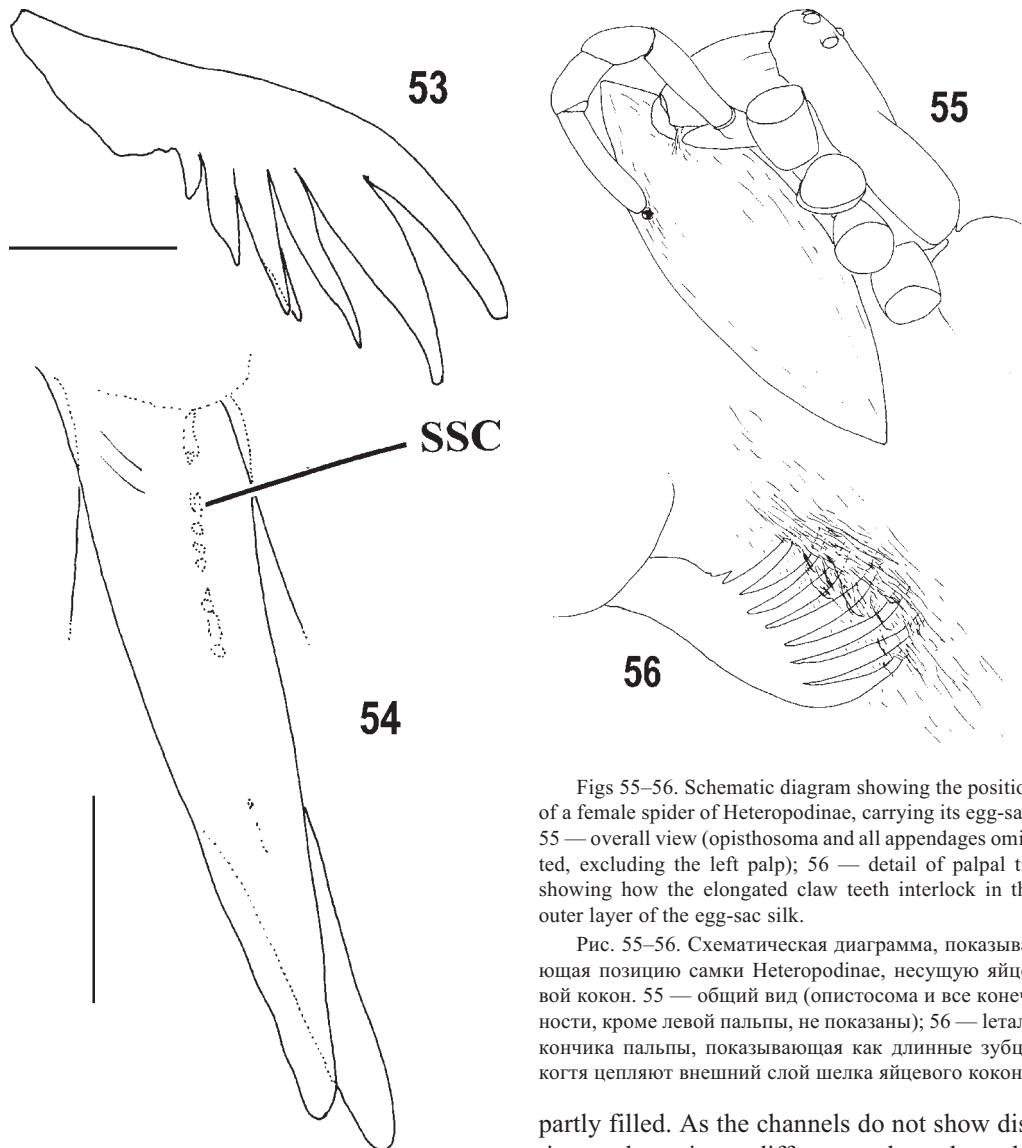 53
55
SSC
56
54
Figs 55–56. Schematic diagram showing the positio
of a female spider of Heteropodinae, carrying its egg-sa
55 — overall view (opisthosoma and all appendages omi
ted, excluding the left palp); 56 — detail of palpal ti
showing how the elongated claw teeth interlock in th
outer layer of the egg-sac silk.
Рис. 55–56. Схематическая диаграмма, показыва
ющая позицию самки Heteropodinae, несущую яйце
вой кокон. 55 — общий вид (опистосома и все конеч
ности, кроме левой пальпы, не показаны); 56 — letал
кончика пальпы, показывающая как длинные зубц
когтя цепляют внешний слой шелка яйцевого кокон
partly filled. As the channels do not show dis